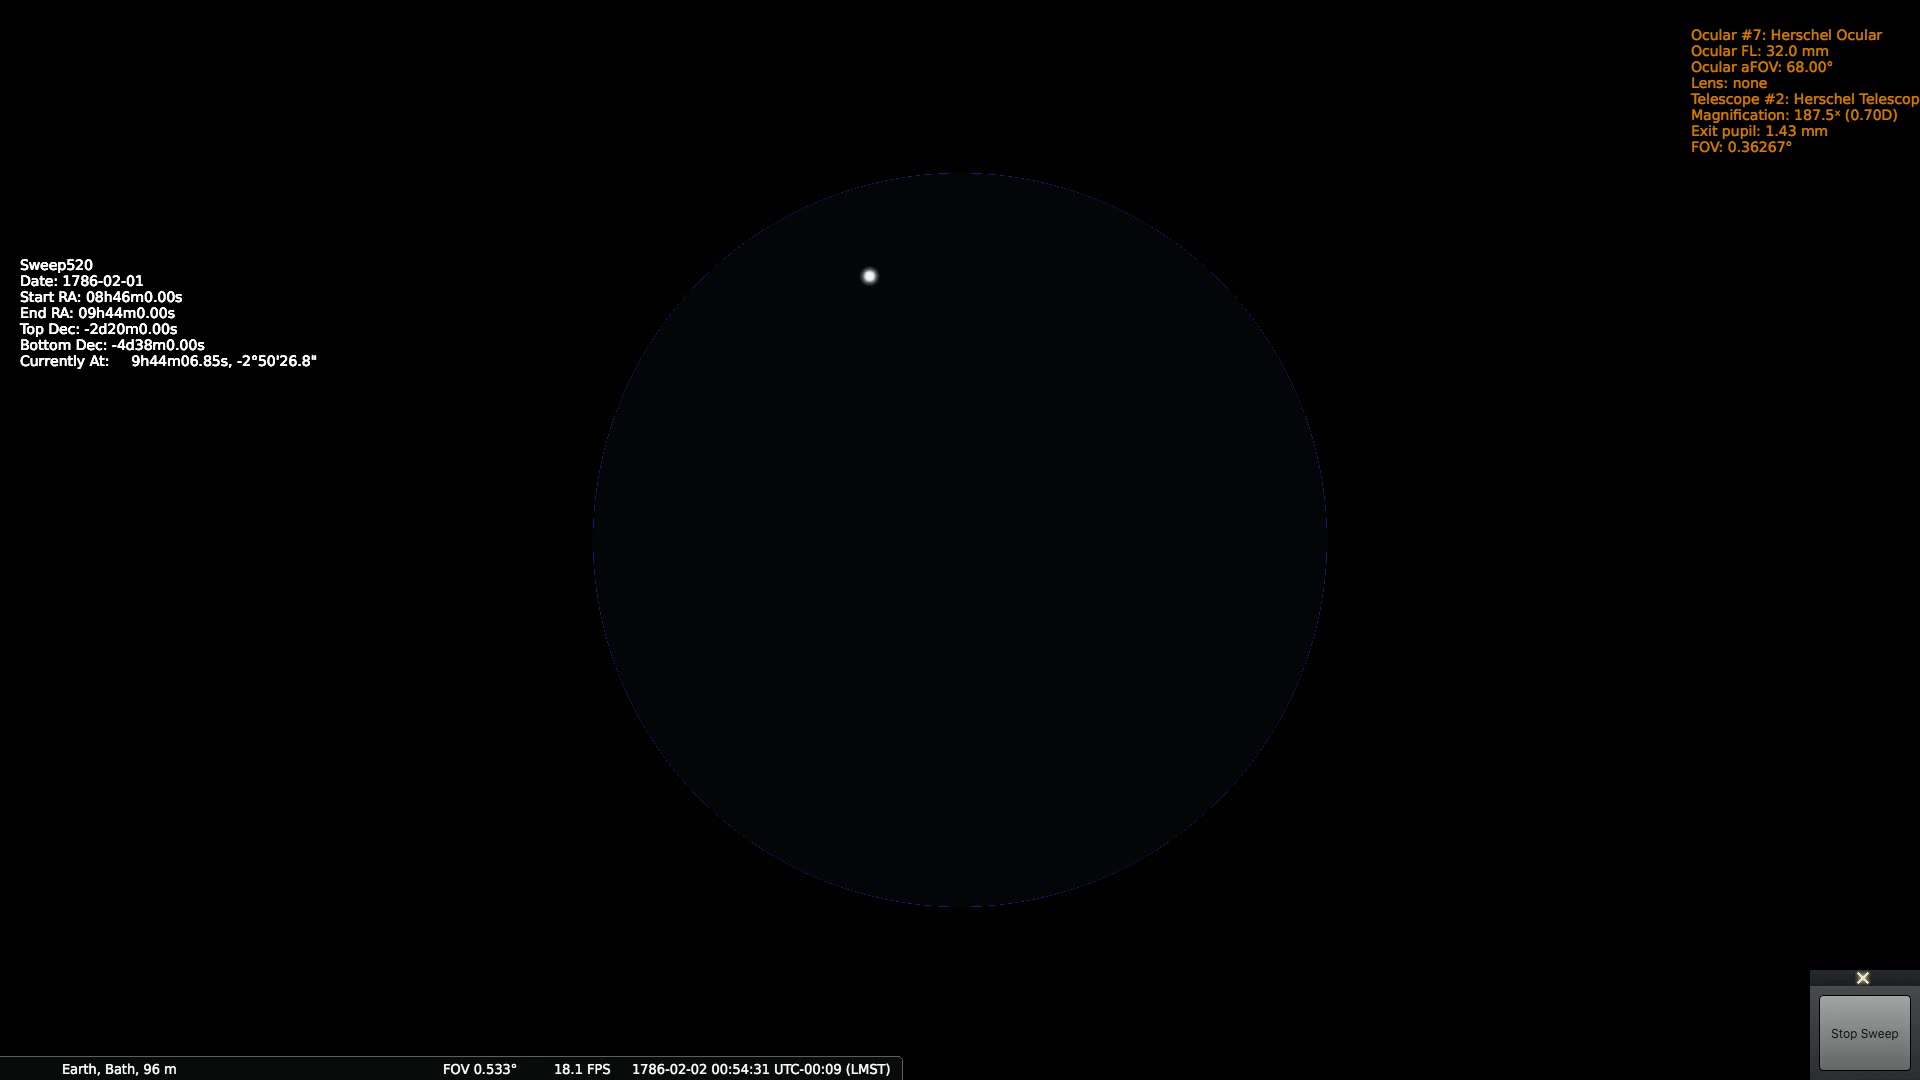 Ocular #7: Herschel Ocular
Ocular FL: 32.0 mm
Ocular aFOV: 68.00°
Lens: none
Telescope #2: Herschel Telescop
Magnification: 187.5ˣ (0.70D)
Exit pupil: 1.43 mm
FOV: 0.36267°
Sweep520
Date: 1786-02-01
Start RA: 08h46m0.00s
End RA: 09h44m0.00s
Top Dec: -2d20m0.00s
Bottom Dec: -4d38m0.00s
Currently At: 9h44m06.85s, -2°50'26.8"
Stop Sweep
Earth, Bath, 96 m FOV 0.533° 18.1 FPS 1786-02-02 00:54:31 UTC-00:09 (LMST)